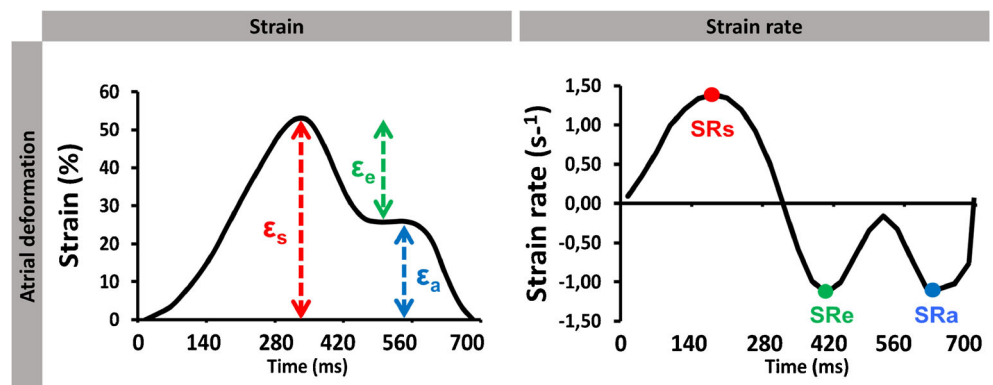 Strain
Strain rate
Atrial deformation
Strain (%)
60
50
40
30
20
10
0
εs
εe
εa
0 140 280 420 560 700
Time (ms)
Strain rate (s-1)
1,50
1,00
0,50
0,00
-0,50
-1,00
-1,50
SRs
SRe
SRa
0 140 280 420 560 700
Time (ms)